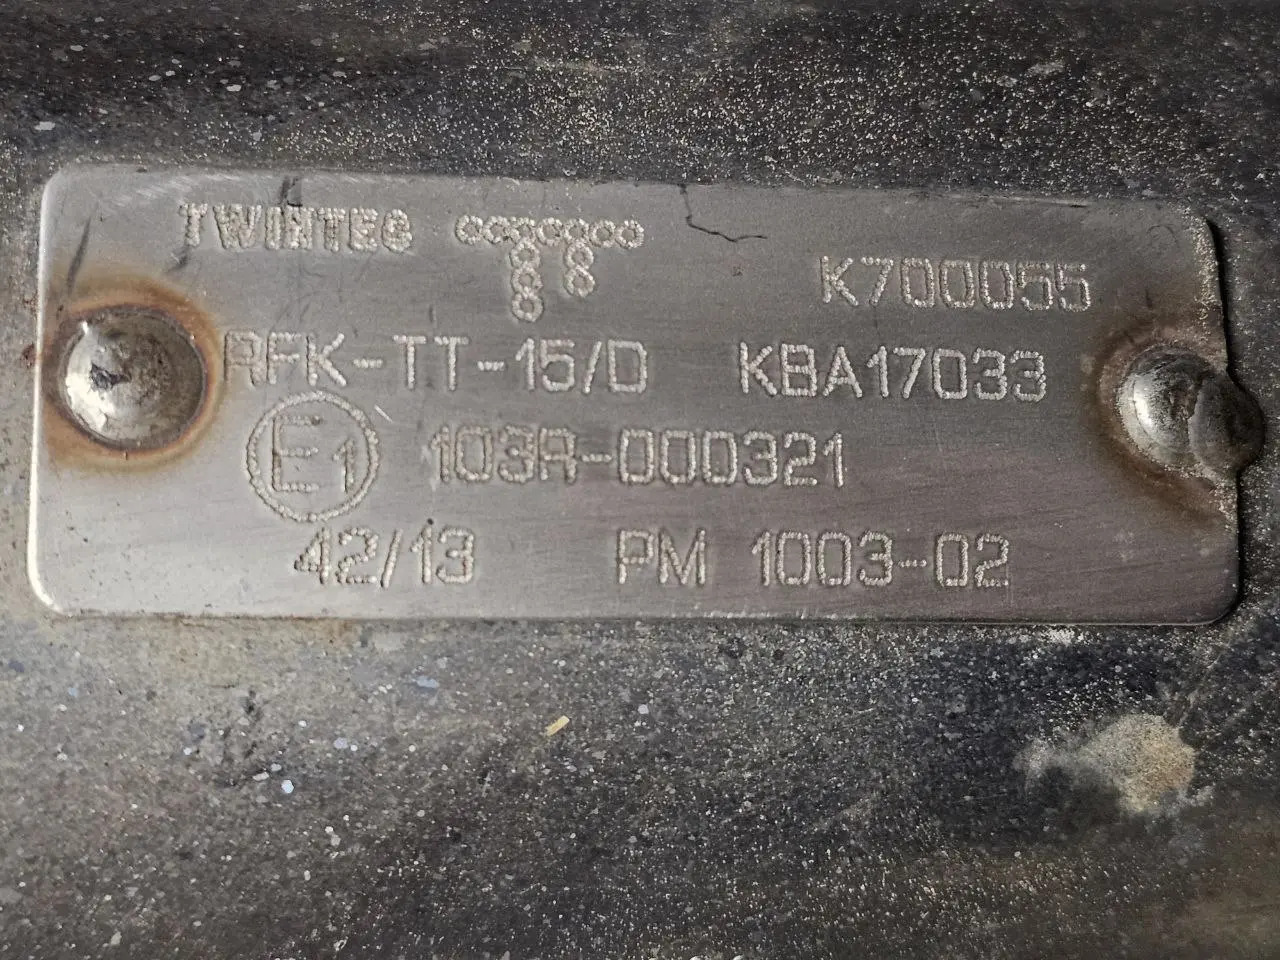 TWINTEC
K700055
RFK-TT-15/D KBA17033
E1 103R-000321
42/13 PM 1003-02